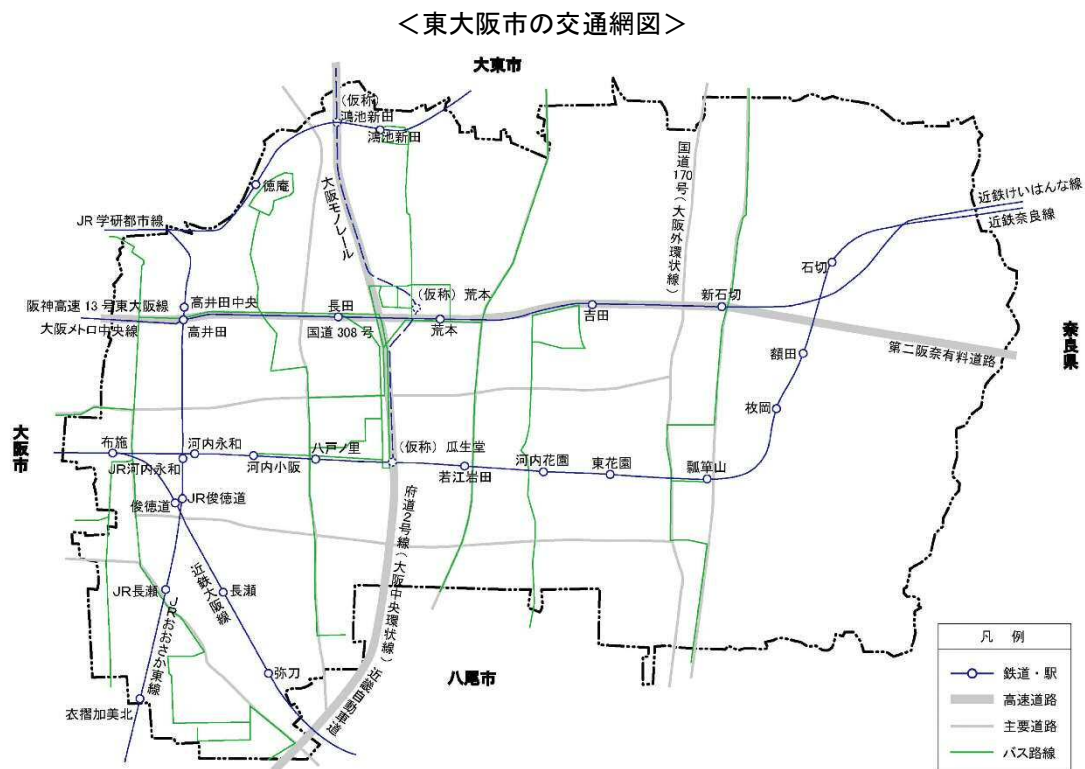 ＜東大阪市の交通網図＞
大東市
(仮称)
鴻池新田
鴻池新田
徳庵
大阪モノレール
国道170号(大阪外環状線)
近鉄けいはんな線
近鉄奈良線
JR学研都市線
石切
阪神高速13号東大阪線
高井田中央
長田
(仮称)荒本
吉田
新石切
大阪メトロ中央線
高井田
国道308号
荒本
第二阪奈有料道路
額田
奈良県
枚岡
大阪市
布施
河内永和
八戸ノ里
(仮称)瓜生堂
河内花園
東花園
瓢箪山
JR河内永和
河内小阪
若江岩田
俊徳道
JR俊徳道
府道2号線(大阪中央環状線)
近畿自動車道
JR長瀬
近鉄大阪線
長瀬
JRおおさか東線
弥刀
八尾市
衣摺加美北
凡例
鉄道・駅
高速道路
主要道路
バス路線